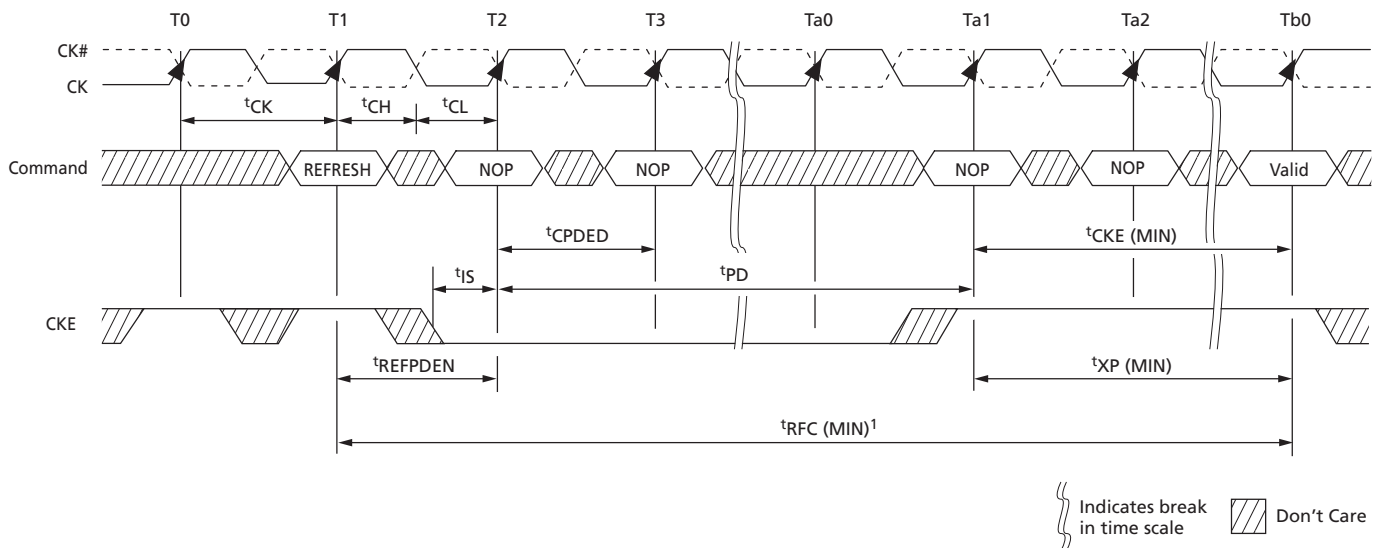 T0 T1 T2 T3 Ta0 Ta1 Ta2 Tb0
CK#
CK
tCK tCH tCL
Command REFRESH NOP NOP NOP NOP Valid
tCPDED tCKE (MIN)
tIS tPD
CKE
tREFPDEN tXP (MIN)
tRFC (MIN)1
Indicates break
in time scale
Don't Care